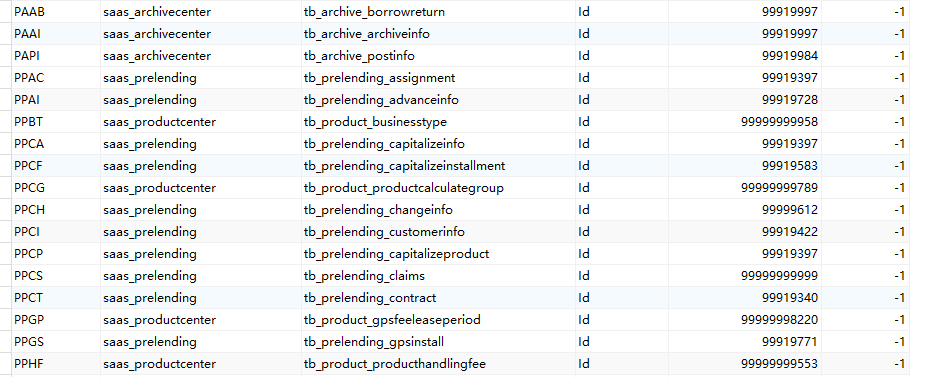 PAAB saas_archivecenter tb_archive_borrowreturn Id 99919997 -1
PAAI saas_archivecenter tb_archive_archiveinfo Id 99919997 -1
PAPI saas_archivecenter tb_archive_postinfo Id 99919984 -1
PPAC saas_prelending tb_prelending_assignment Id 99919397 -1
PPAI saas_prelending tb_prelending_advanceinfo Id 99919728 -1
PPBT saas_productcenter tb_product_businesstype Id 99999999958 -1
PPCA saas_prelending tb_prelending_capitalizeinfo Id 99919397 -1
PPCF saas_prelending tb_prelending_capitalizeinstallment Id 99919583 -1
PPCG saas_productcenter tb_product_productcalculategroup Id 99999999789 -1
PPCH saas_prelending tb_prelending_changeinfo Id 99999612 -1
PPCI saas_prelending tb_prelending_customerinfo Id 99919422 -1
PPCP saas_prelending tb_prelending_capitalizeproduct Id 99919397 -1
PPCS saas_prelending tb_prelending_claims Id 99999999999 -1
PPCT saas_prelending tb_prelending_contract Id 99919340 -1
PPGP saas_productcenter tb_product_gpsfeeleaseperiod Id 99999998220 -1
PPGS saas_prelending tb_prelending_gpsinstall Id 99919771 -1
PPHF saas_productcenter tb_product_producthandlingfee Id 99999999553 -1